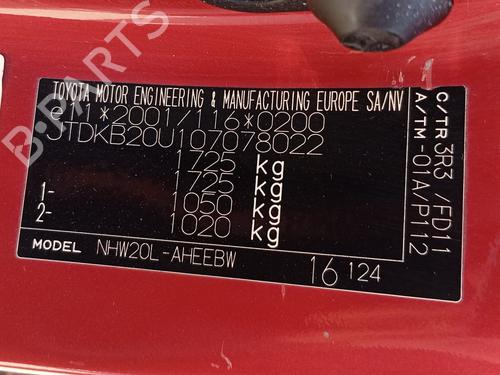 TOYOTA MOTOR ENGINEERING & MANUFACTURING EUROPE SA/NV
e11*2001/116*0200
JTDKB20U107078022
1725 kg
1725 kg
1- 1050 kg
2- 1020 kg
MODEL NHW20L-AHEEBW
16 124
C/TR 3R3 /FD11
A/TM -01A/P112
B-PARTS